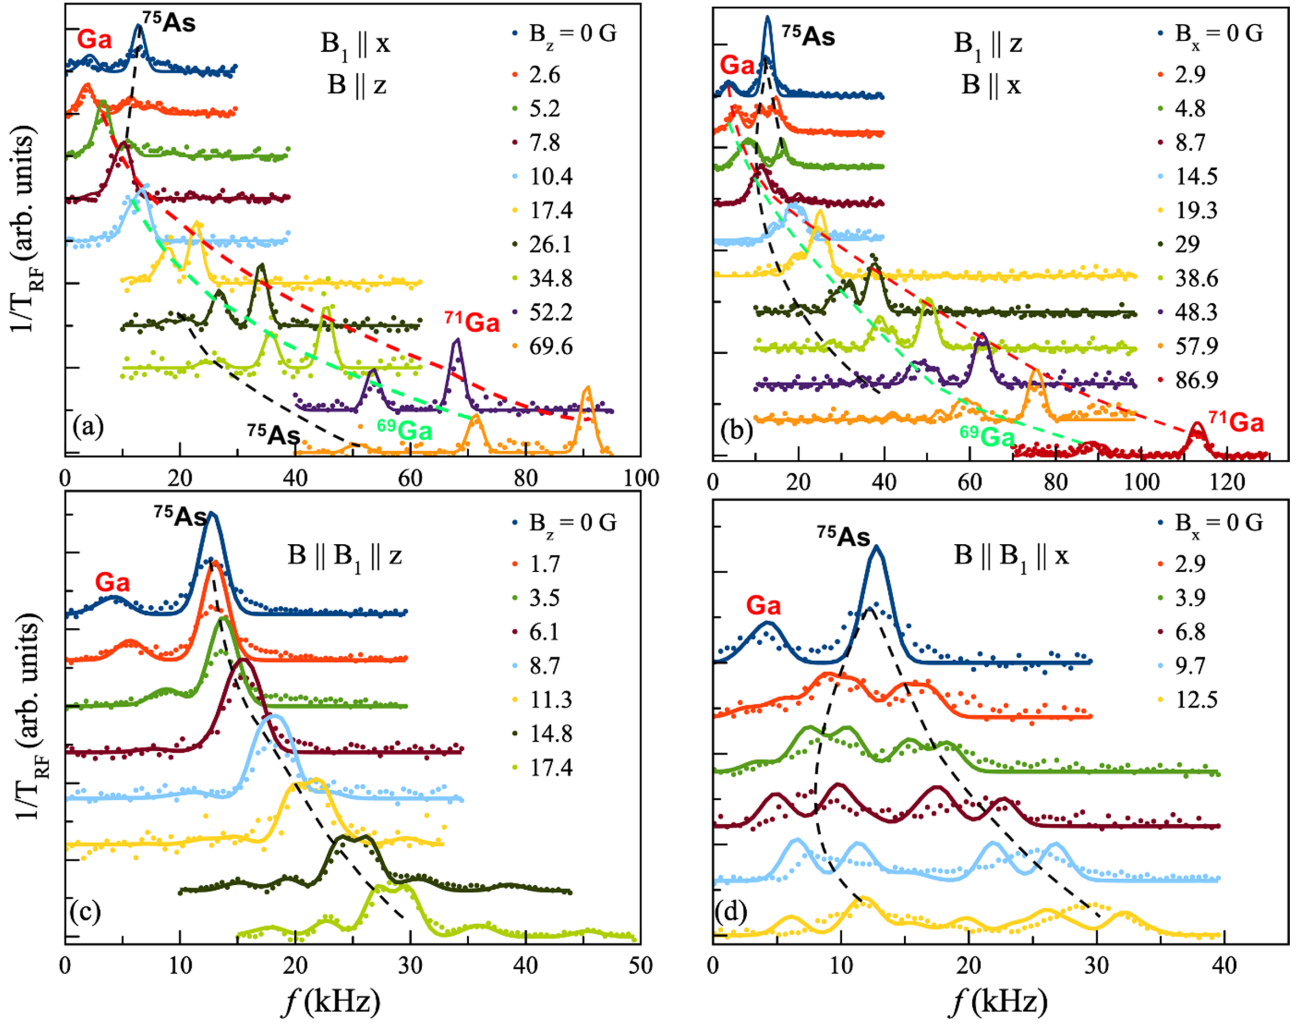 75As
Ga
B1 || x
B || z
Bz = 0 G
2.6
5.2
7.8
10.4
17.4
26.1
34.8
52.2
69.6
71Ga
69Ga
75As
(a)
1/TRF (arb. units)
0 20 40 60 80 100
75As
Ga
B1 || z
B || x
Bx = 0 G
2.9
4.8
8.7
14.5
19.3
29
38.6
48.3
57.9
86.9
71Ga
69Ga
(b)
0 20 40 60 80 100 120
75As
Ga
B || B1 || z
Bz = 0 G
1.7
3.5
6.1
8.7
11.3
14.8
17.4
(c)
1/TRF (arb. units)
0 10 20 30 40 50
f (kHz)
75As
Ga
B || B1 || x
Bx = 0 G
2.9
3.9
6.8
9.7
12.5
(d)
0 10 20 30 40
f (kHz)